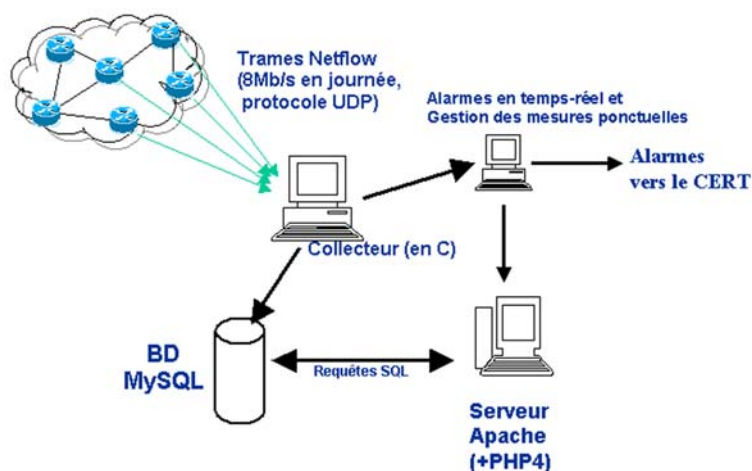 Trames Netflow
(8Mb/s en journée,
protocole UDP)
Alarmes en temps-réel et
Gestion des mesures ponctuelles
Alarmes
vers le CERT
Collecteur (en C)
BD
MySQL
Requêtes SQL
Serveur
Apache
(+PHP4)